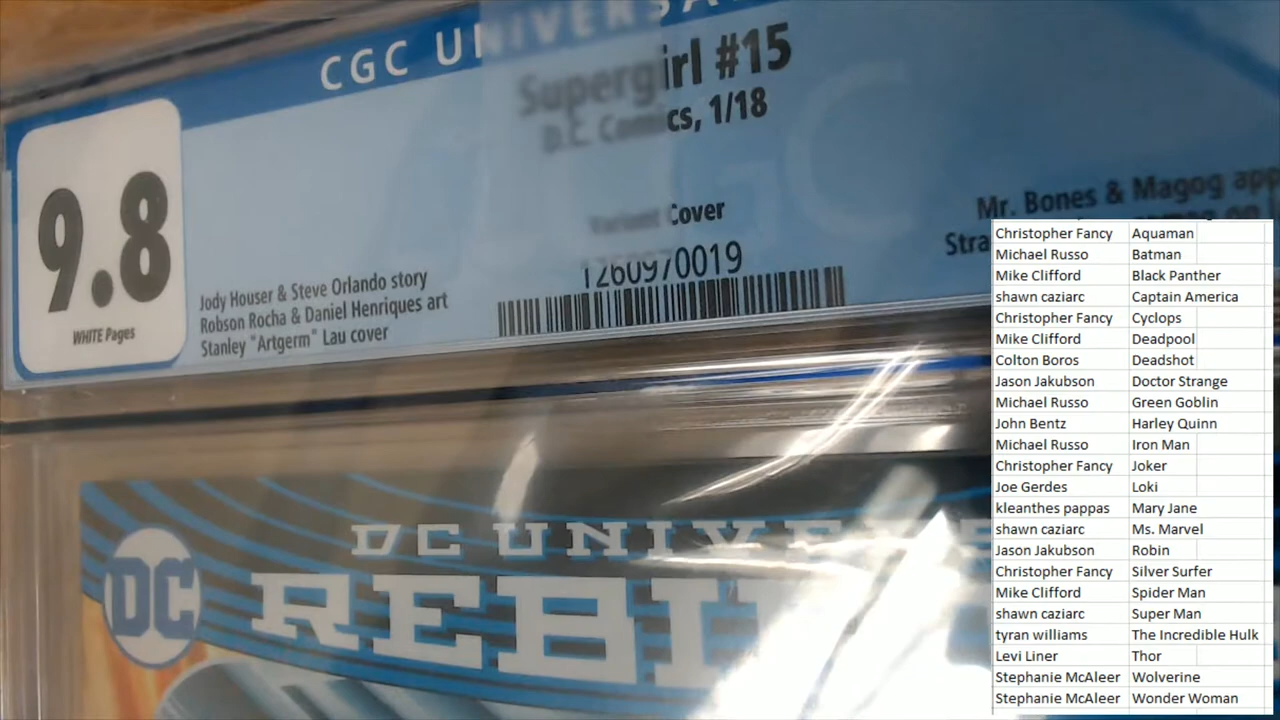 CGC UNIVERSA
Supergirl #15
D.C. Comics, 1/18
9.8
WHITE Pages
Variant Cover
1260970019
Jody Houser & Steve Orlando story
Robson Rocha & Daniel Henriques art
Stanley "Artgerm" Lau cover
Mr. Bones & Magog app
Stra
DC UNIVERSE
DC
REBI
Christopher Fancy Aquaman
Michael Russo Batman
Mike Clifford Black Panther
shawn caziarc Captain America
Christopher Fancy Cyclops
Mike Clifford Deadpool
Colton Boros Deadshot
Jason Jakubson Doctor Strange
Michael Russo Green Goblin
John Bentz Harley Quinn
Michael Russo Iron Man
Christopher Fancy Joker
Joe Gerdes Loki
kleanthes pappas Mary Jane
shawn caziarc Ms. Marvel
Jason Jakubson Robin
Christopher Fancy Silver Surfer
Mike Clifford Spider Man
shawn caziarc Super Man
tyran williams The Incredible Hulk
Levi Liner Thor
Stephanie McAleer Wolverine
Stephanie McAleer Wonder Woman